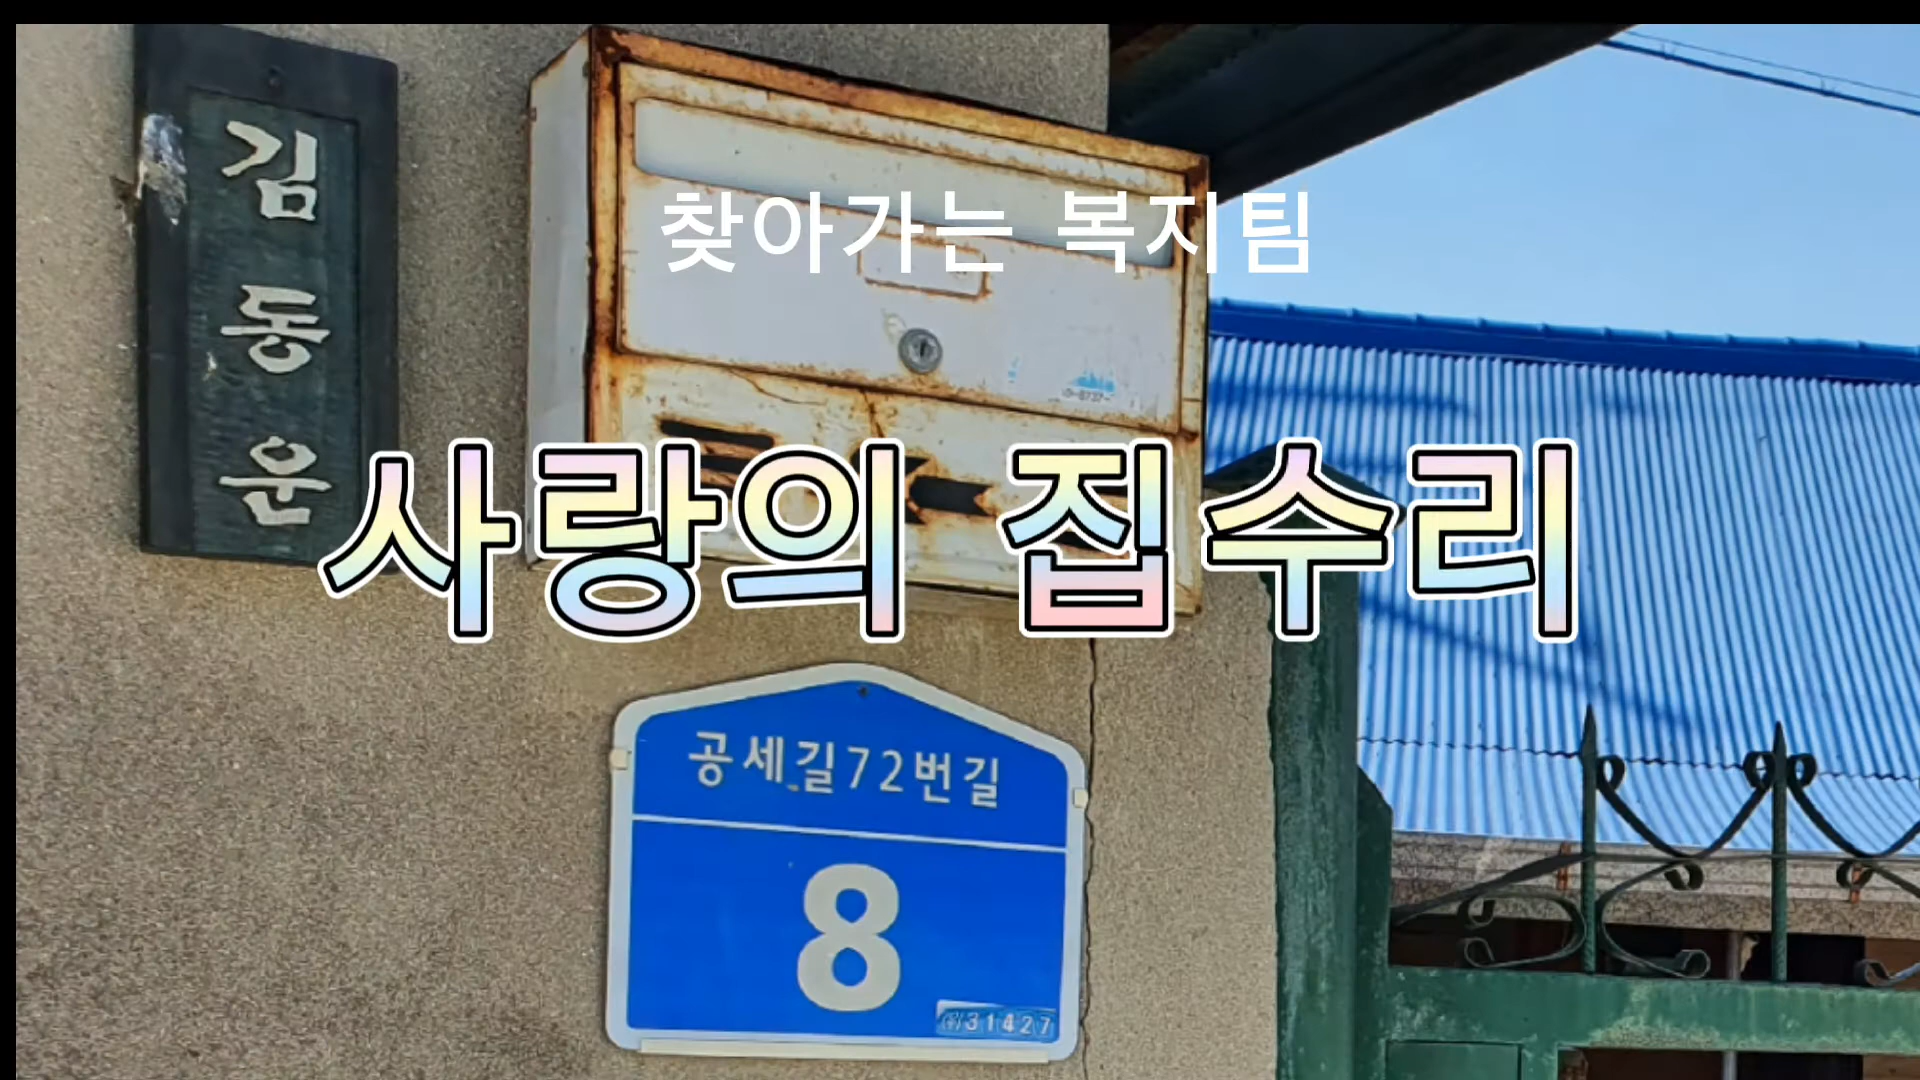 김동운
찾아가는 복지팀
사랑의 집수리
공세길72번길
8
(우)31427